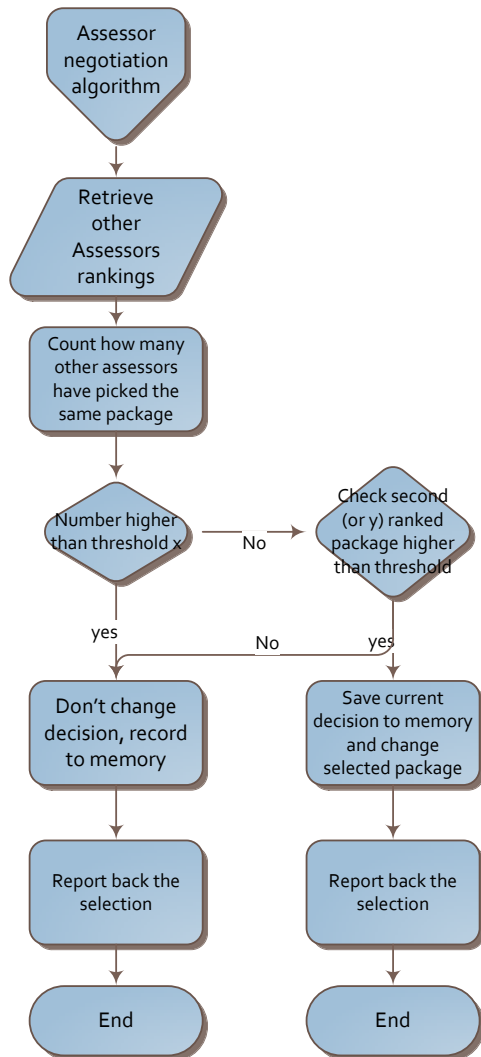 Assessor
negotiation
algorithm
Retrieve
other
Assessors
rankings
Count how many
other assessors
have picked the
same package
Number higher
than threshold x
No
Check second
(or y) ranked
package higher
than threshold
yes
No
yes
Don't change
decision, record
to memory
Save current
decision to memory
and change
selected package
Report back the
selection
Report back the
selection
End
End